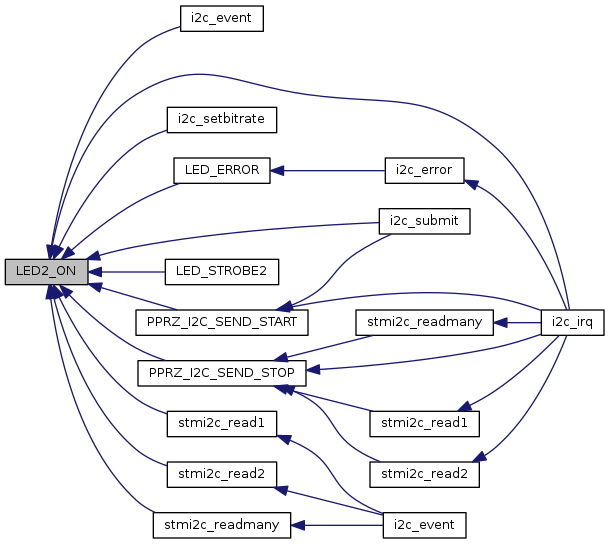 i2c_event
i2c_setbitrate
LED_ERROR
i2c_error
i2c_submit
LED2_ON
LED_STROBE2
PPRZ_I2C_SEND_START
stmi2c_readmany
i2c_irq
PPRZ_I2C_SEND_STOP
stmi2c_read1
stmi2c_read1
stmi2c_read2
stmi2c_read2
stmi2c_readmany
i2c_event